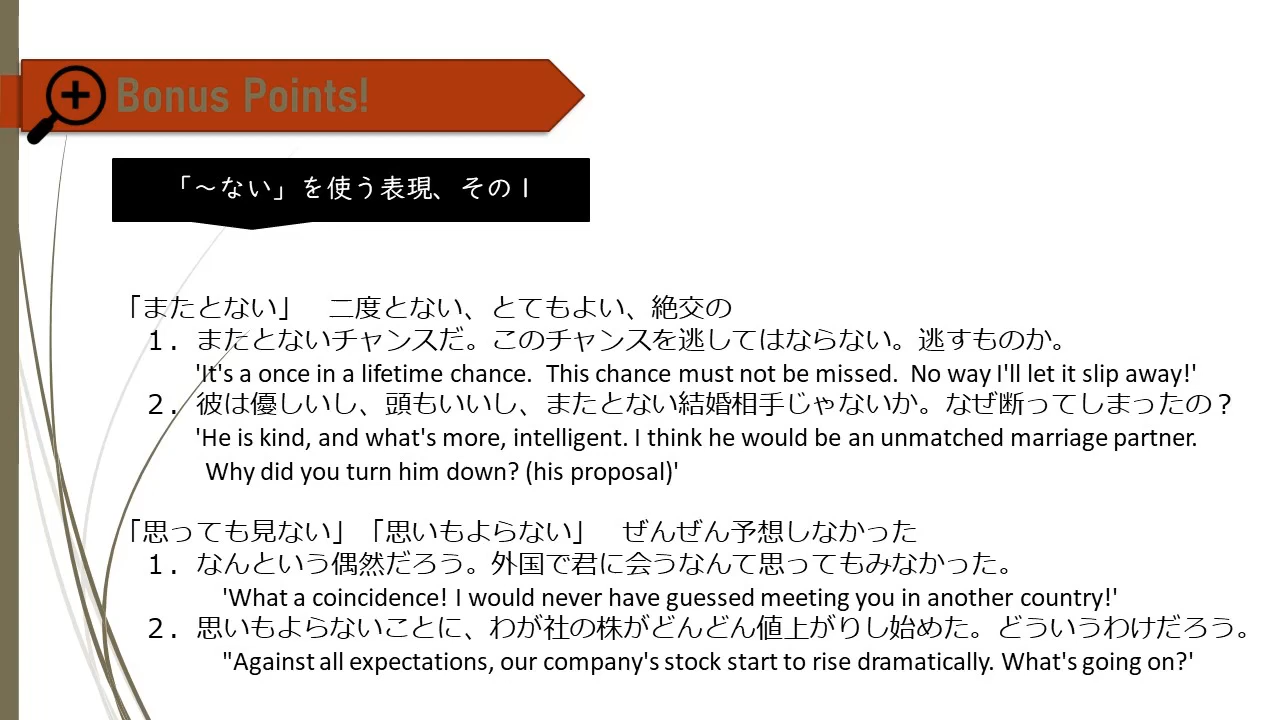 Bonus Points!
「～ない」を使う表現、その１
「またとない」　二度とない、とてもよい、絶交の
１．またとないチャンスだ。このチャンスを逃してはならない。逃すものか。
'It's a once in a lifetime chance.  This chance must not be missed.  No way I'll let it slip away!'
２．彼は優しいし、頭もいいし、またとない結婚相手じゃないか。なぜ断ってしまったの？
'He is kind, and what's more, intelligent. I think he would be an unmatched marriage partner.
Why did you turn him down? (his proposal)'
「思っても見ない」「思いもよらない」　ぜんぜん予想しなかった
１．なんという偶然だろう。外国で君に会うなんて思ってもみなかった。
'What a coincidence! I would never have guessed meeting you in another country!'
２．思いもよらないことに、わが社の株がどんどん値上がりし始めた。どういうわけだろう。
"Against all expectations, our company's stock start to rise dramatically. What's going on?'